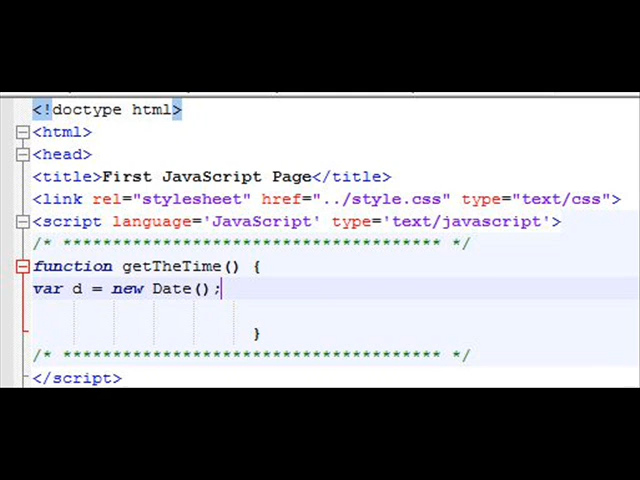 <!doctype html>
<html>
<head>
<title>First JavaScript Page</title>
<link rel="stylesheet" href="../style.css" type="text/css">
<script language='JavaScript' type='text/javascript'>
/* ************************************** */
function getTheTime() {
var d = new Date();
}
/* ************************************** */
</script>